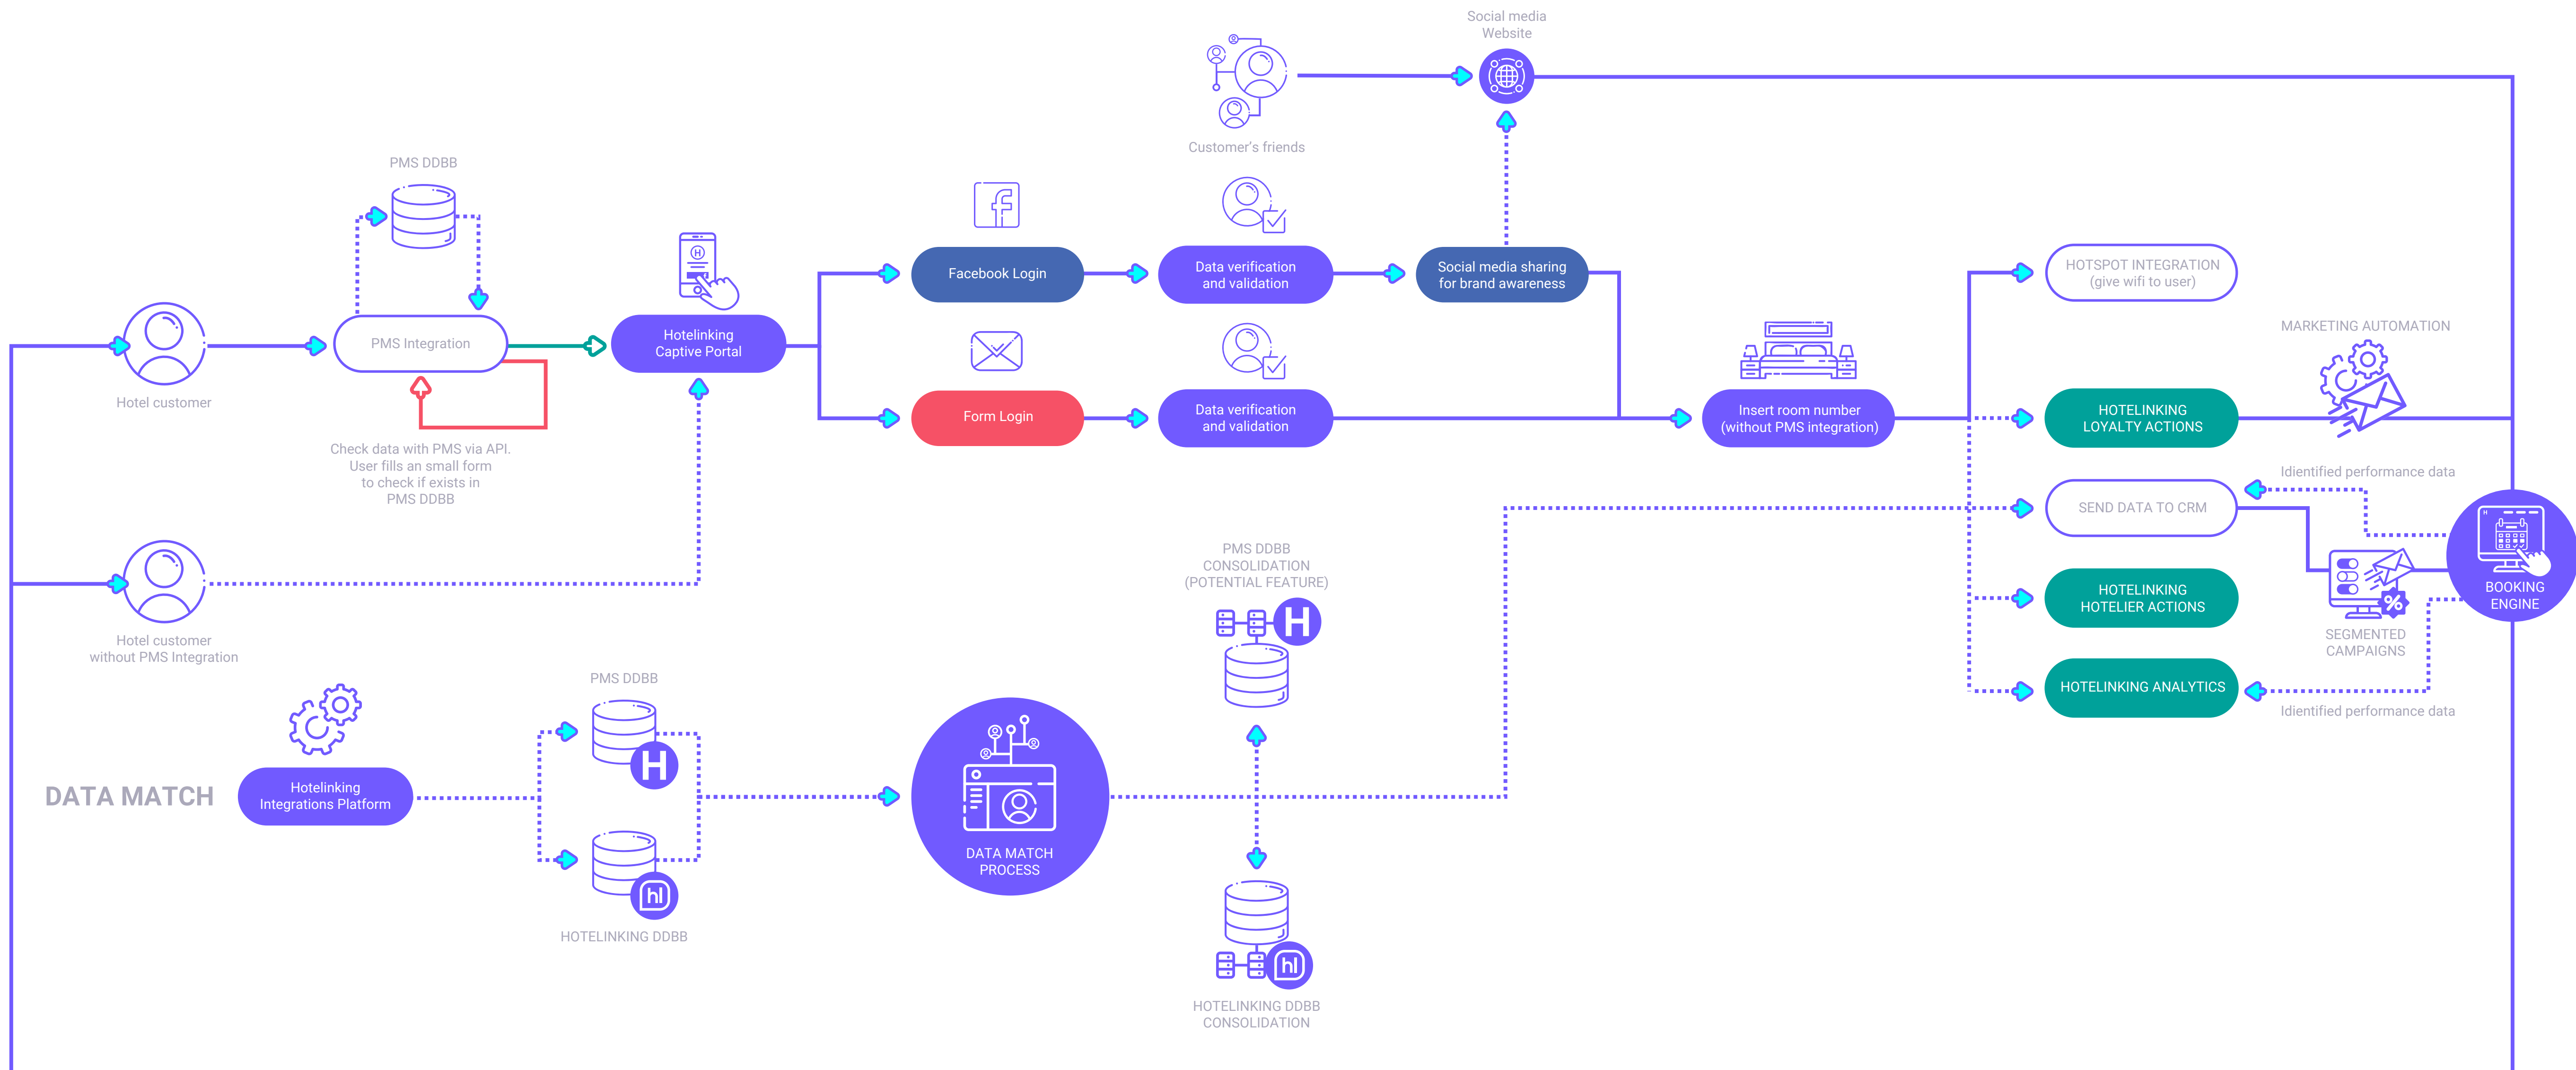 Social media
Website
Customer's friends
PMS DDBB
Hotel customer
PMS Integration
Check data with PMS via API.
User fills an small form
to check if exists in
PMS DDBB
H
Hotelinking
Captive Portal
Facebook Login
Data verification
and validation
Social media sharing
for brand awareness
Form Login
Data verification
and validation
Insert room number
(without PMS integration)
HOTSPOT INTEGRATION
(give wifi to user)
MARKETING AUTOMATION
HOTELINKING
LOYALTY ACTIONS
Idientified performance data
SEND DATA TO CRM
HOTELINKING
HOTELIER ACTIONS
%
SEGMENTED
CAMPAIGNS
H
BOOKING
ENGINE
HOTELINKING ANALYTICS
Idientified performance data
Hotel customer
without PMS Integration
DATA MATCH
Hotelinking
Integrations Platform
PMS DDBB
H
hl
HOTELINKING DDBB
DATA MATCH
PROCESS
PMS DDBB
CONSOLIDATION
(POTENTIAL FEATURE)
H
hl
HOTELINKING DDBB
CONSOLIDATION